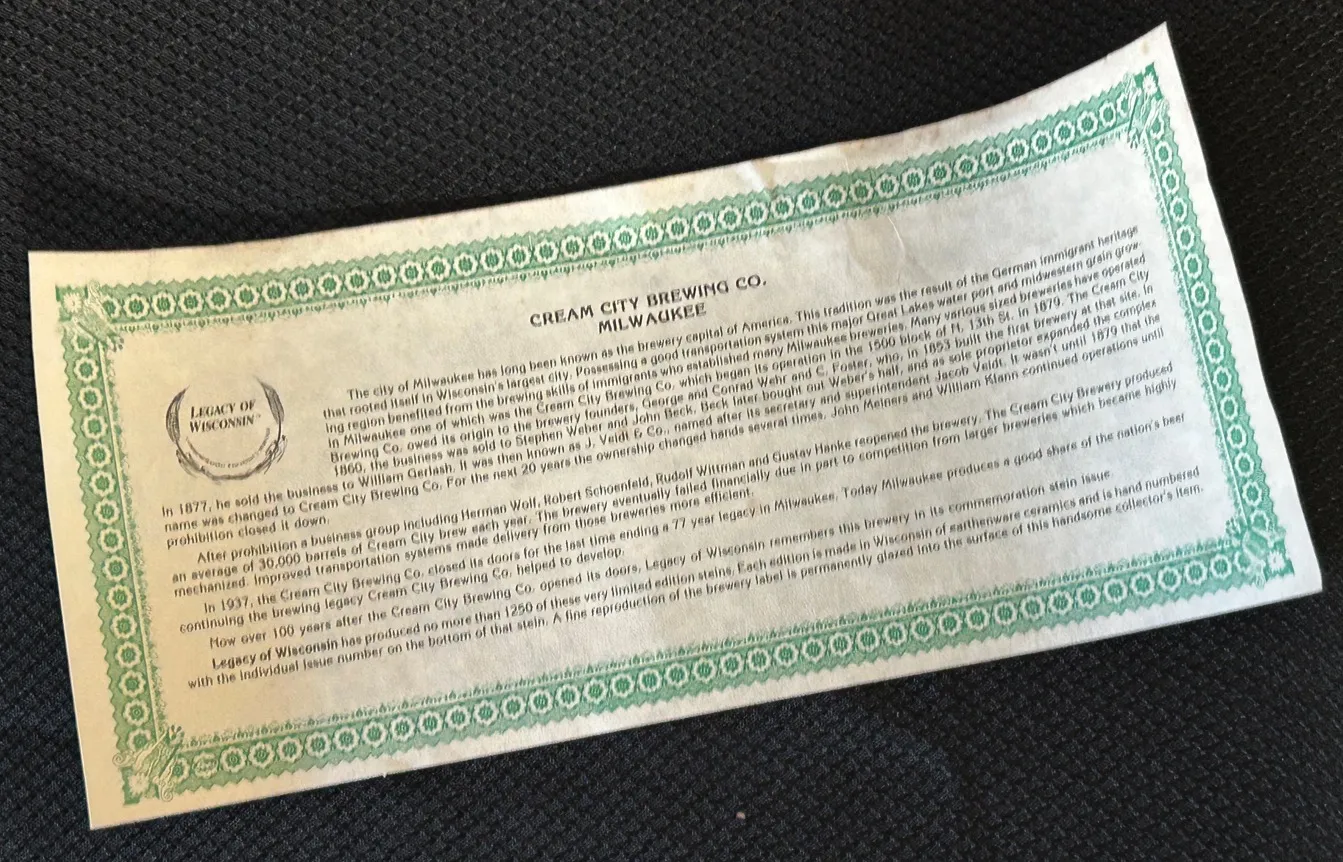 CREAM CITY BREWING CO.
MILWAUKEE
LEGACY OF
WISCONSIN™
The city of Milwaukee has long been known as the brewery capital of America. This tradition was the result of the German immigrant heritage
that rooted itself in Wisconsin's largest city. Possessing a good transportation system this major Great Lakes water port and midwestern grain grow-
ing region benefited from the brewing skills of immigrants who established many Milwaukee breweries. Many various sized breweries have operated
in Milwaukee one of which was the Cream City Brewing Co. which began its operation in the 1500 block of N. 13th St. in 1879. The Cream City
Brewing Co. owed its origin to the brewery founders, George and Conrad Wehr and C. Foster, who, in 1853 built the first brewery at that site. In
1860, the business was sold to Stephen Weber and John Beck. Beck later bought out Weber's half, and as sole proprietor expanded the complex
In 1877, he sold the business to William Gerlash. It was then known as J. Veidt & Co., named after its secretary and superintendent Jacob Veidt. It wasn't until 1879 that the
name was changed to Cream City Brewing Co. For the next 20 years the ownership changed hands several times. John Meiners and William Klann continued operations until
prohibition closed it down.
After prohibition a business group including Herman Wolf, Robert Schoenfeld, Rudolf Wittman and Gustav Hanke reopened the brewery. The Cream City Brewery produced
an average of 30,000 barrels of Cream City brew each year. The brewery eventually failed financially due in part to competition from larger breweries which became highly
mechanized. Improved transportation systems made delivery from those breweries more efficient.
In 1937, the Cream City Brewing Co. closed its doors for the last time ending a 77 year legacy in Milwaukee. Today Milwaukee produces a good share of the nation's beer
continuing the brewing legacy Cream City Brewing Co. helped to develop.
Now over 100 years after the Cream City Brewing Co. opened its doors, Legacy of Wisconsin remembers this brewery in its commemoration stein issue.
Legacy of Wisconsin has produced no more than 1250 of these very limited edition steins. Each edition is made in Wisconsin of earthenware ceramics and is hand numbered
with the individual issue number on the bottom of that stein. A fine reproduction of the brewery label is permanently glazed into the surface of this handsome collector's item.